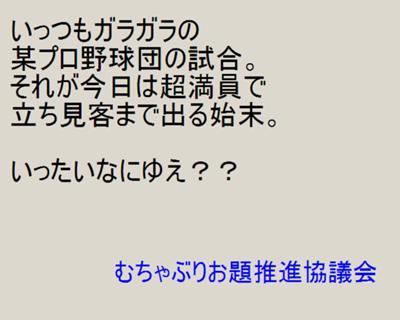 いっつもガラガラの
某プロ野球団の試合。
それが今日は超満員で
立ち見客まで出る始末。
いったいなにゆえ？？
むちゃぶりお題推進協議会